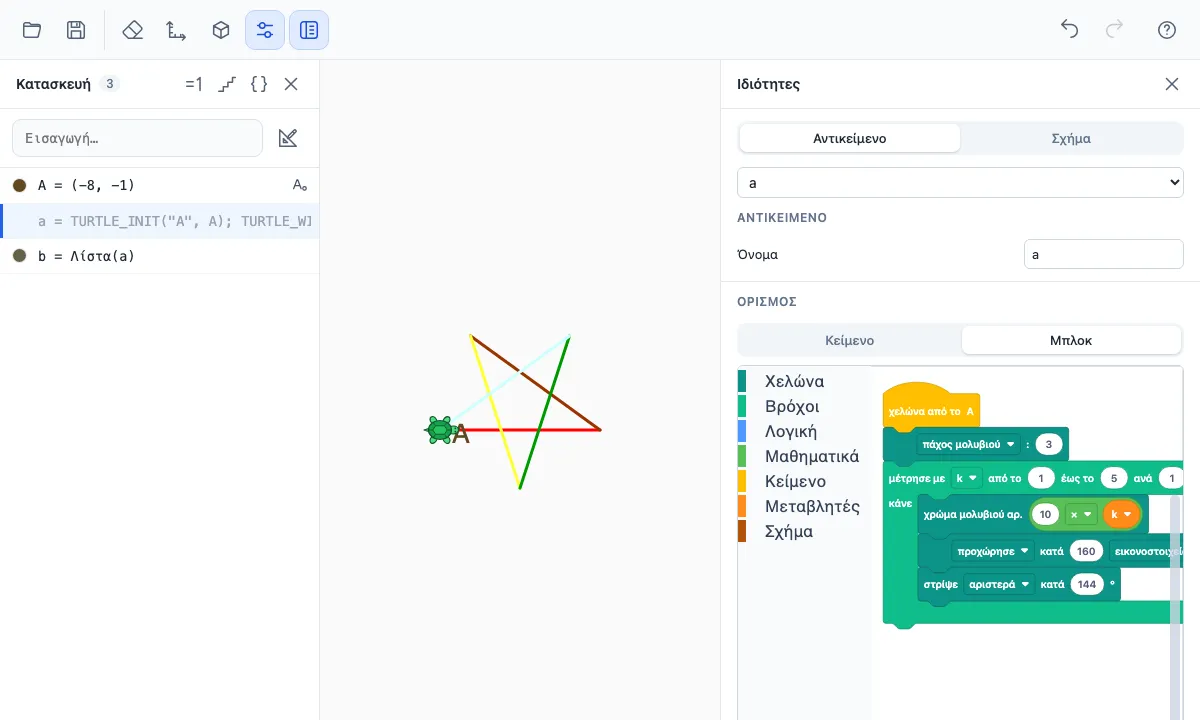 Κατασκευή 3
=1 { }
Εισαγωγή…
A = (−8, −1)
a = TURTLE_INIT("A", A); TURTLE_WI
b = Λίστα(a)
A
Ιδιότητες
Αντικείμενο Σχήμα
a
ΑΝΤΙΚΕΙΜΕΝΟ
Όνομα a
ΟΡΙΣΜΟΣ
Κείμενο Μπλοκ
Χελώνα
Βρόχοι
Λογική
Μαθηματικά
Κείμενο
Μεταβλητές
Σχήμα
χελώνα από το A
πάχος μολυβιού : 3
μέτρησε με k από το 1 έως το 5 ανά 1
κάνε
χρώμα μολυβιού αρ. 10 × k
προχώρησε κατά 160 εικονοστοιχεί
στρίψε αριστερά κατά 144 °